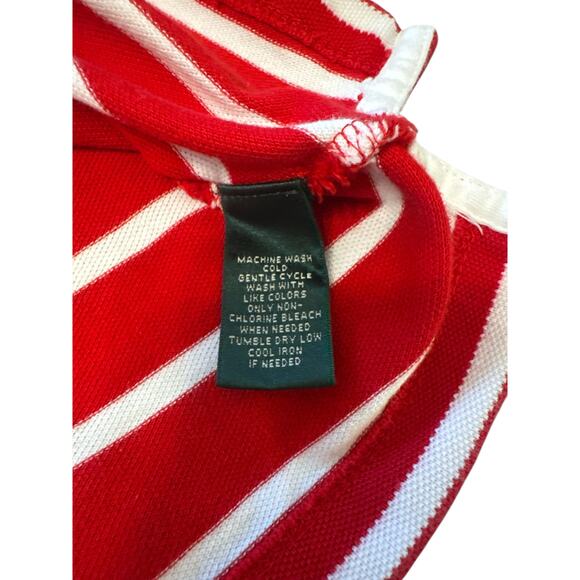 MACHINE WASH
COLD
GENTLE CYCLE
WASH WITH
LIKE COLORS
ONLY NON-
CHLORINE BLEACH
WHEN NEEDED
TUMBLE DRY LOW
COOL IRON
IF NEEDED